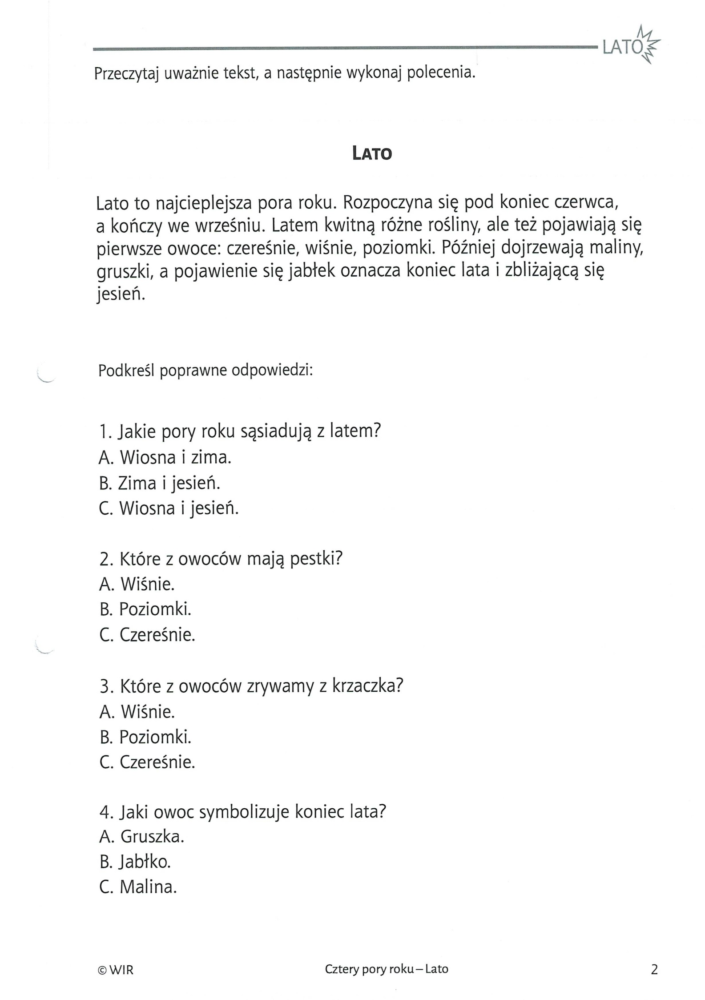 LATO
Przeczytaj uważnie tekst, a następnie wykonaj polecenia.
LATO
Lato to najcieplejsza pora roku. Rozpoczyna się pod koniec czerwca,
a kończy we wrześniu. Latem kwitną różne rośliny, ale też pojawiają się
pierwsze owoce: czereśnie, wiśnie, poziomki. Później dojrzewają maliny,
gruszki, a pojawienie się jabłek oznacza koniec lata i zbliżającą się
jesień.
Podkreśl poprawne odpowiedzi:
1. Jakie pory roku sąsiadują z latem?
A. Wiosna i zima.
B. Zima i jesień.
C. Wiosna i jesień.
2. Które z owoców mają pestki?
A. Wiśnie.
B. Poziomki.
C. Czereśnie.
3. Które z owoców zrywamy z krzaczka?
A. Wiśnie.
B. Poziomki.
C. Czereśnie.
4. Jaki owoc symbolizuje koniec lata?
A. Gruszka.
B. Jabłko.
C. Malina.
© WIR Cztery pory roku – Lato 2